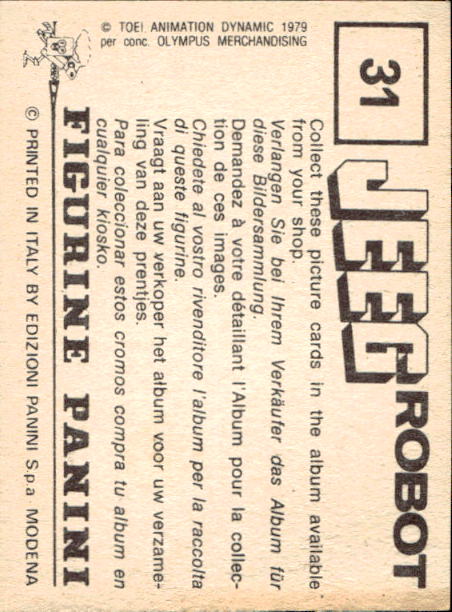 31
JEEG ROBOT
Collect these picture cards in the album available
from your shop.
Verlangen Sie bei Ihrem Verkäufer das Album für
diese Bildersammlung.
Demandez à votre détaillant l'Album pour la collec-
tion de ces images.
Chiedete al vostro rivenditore l'album per la raccolta
di queste figurine.
Vraagt aan uw verkoper het album voor uw verzame-
ling van deze prentjes.
Para coleccionar estos cromos compra tu album en
cualquier kiosko.
© TOEI ANIMATION DYNAMIC 1979
per conc. OLYMPUS MERCHANDISING
FIGURINE PANINI
© PRINTED IN ITALY BY EDIZIONI PANINI S.p.a MODENA